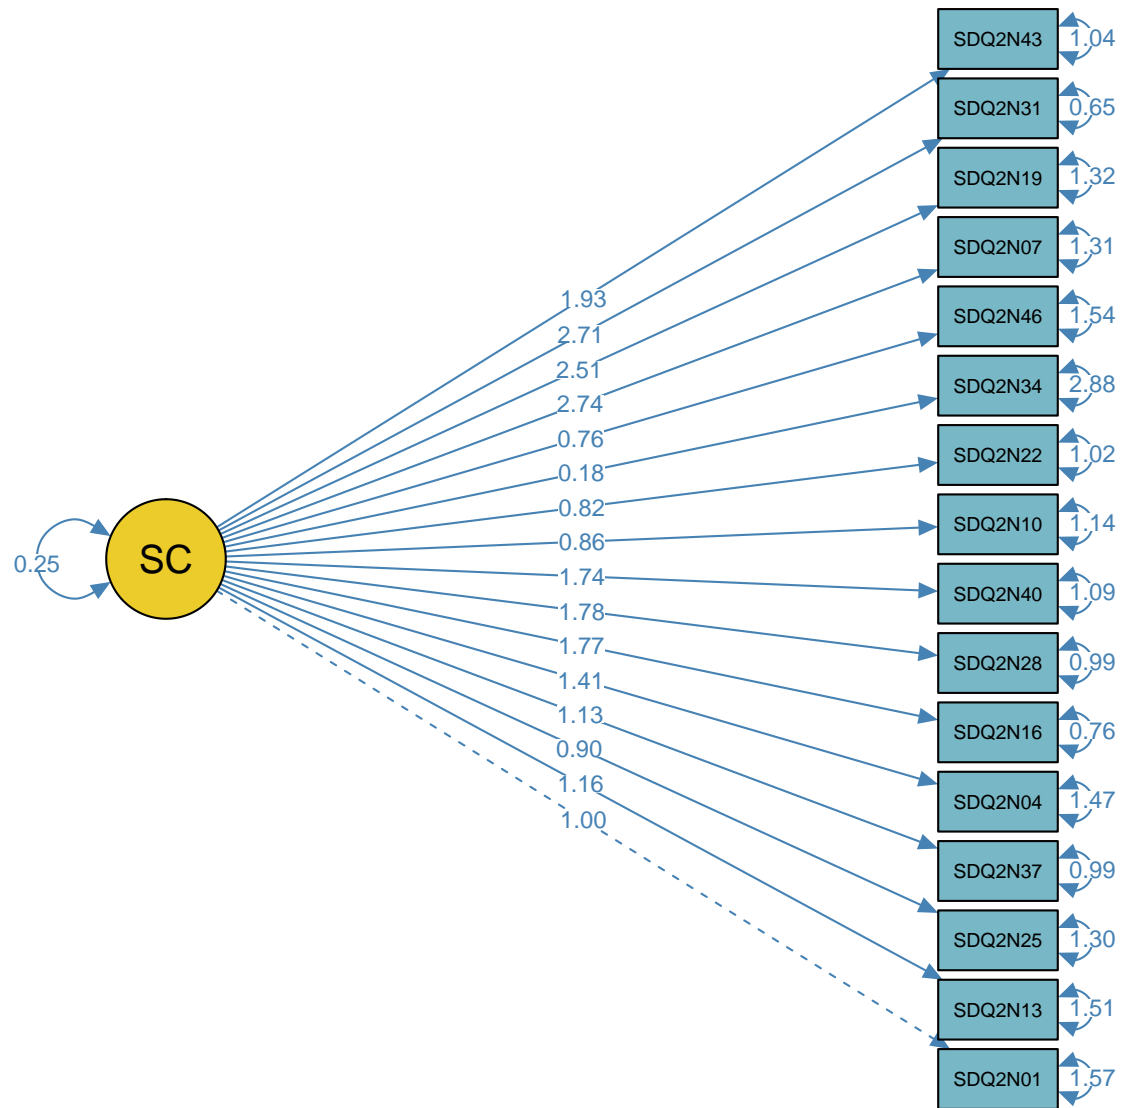 SDQ2N43 1.04
SDQ2N31 0.65
SDQ2N19 1.32
SDQ2N07 1.31
1.93
SDQ2N46 1.54
2.71
2.51
SDQ2N34 2.88
2.74
0.76
SDQ2N22 1.02
0.18
0.82
SDQ2N10 1.14
0.86
0.25
SC
1.74
SDQ2N40 1.09
1.78
1.77
SDQ2N28 0.99
1.41
1.13
SDQ2N16 0.76
0.90
1.16
SDQ2N04 1.47
1.00
SDQ2N37 0.99
SDQ2N25 1.30
SDQ2N13 1.51
SDQ2N01 1.57